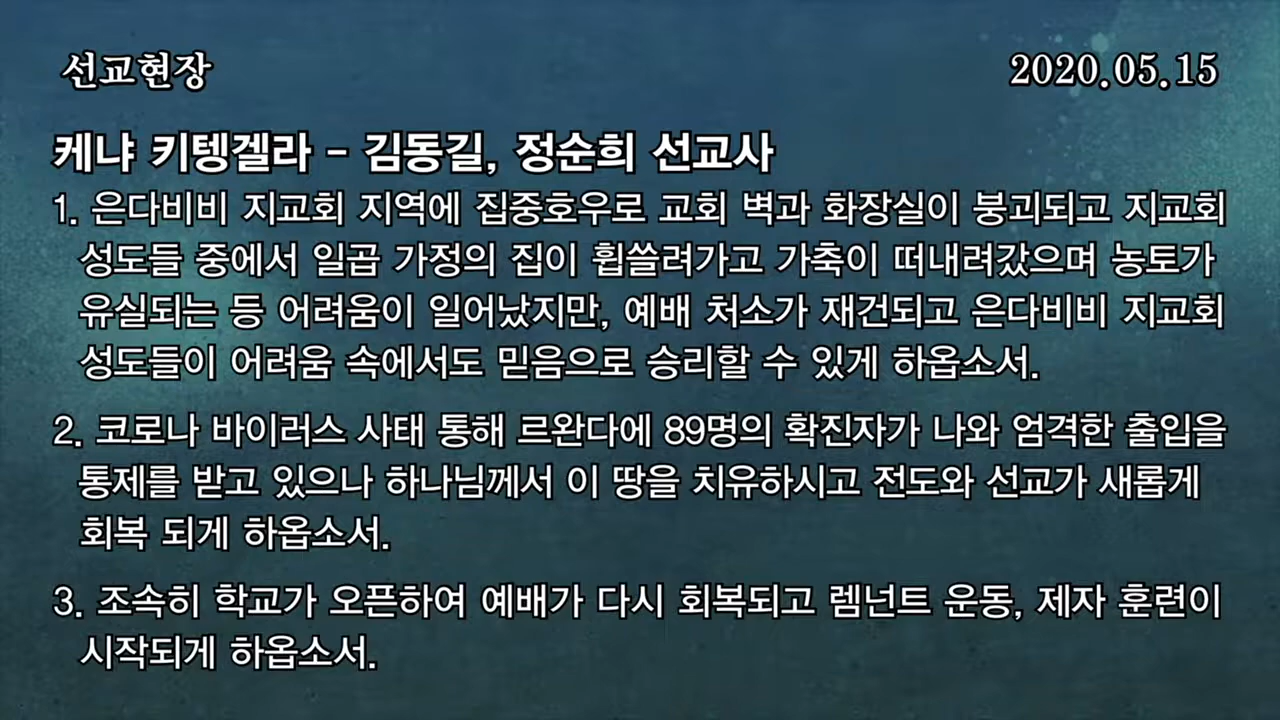 선교현장
2020.05.15
케냐 키텡겔라 - 김동길, 정순희 선교사
1. 은다비비 지교회 지역에 집중호우로 교회 벽과 화장실이 붕괴되고 지교회
성도들 중에서 일곱 가정의 집이 휩쓸려가고 가축이 떠내려갔으며 농토가
유실되는 등 어려움이 일어났지만, 예배 처소가 재건되고 은다비비 지교회
성도들이 어려움 속에서도 믿음으로 승리할 수 있게 하옵소서.
2. 코로나 바이러스 사태 통해 르완다에 89명의 확진자가 나와 엄격한 출입을
통제를 받고 있으나 하나님께서 이 땅을 치유하시고 전도와 선교가 새롭게
회복 되게 하옵소서.
3. 조속히 학교가 오픈하여 예배가 다시 회복되고 렘넌트 운동, 제자 훈련이
시작되게 하옵소서.